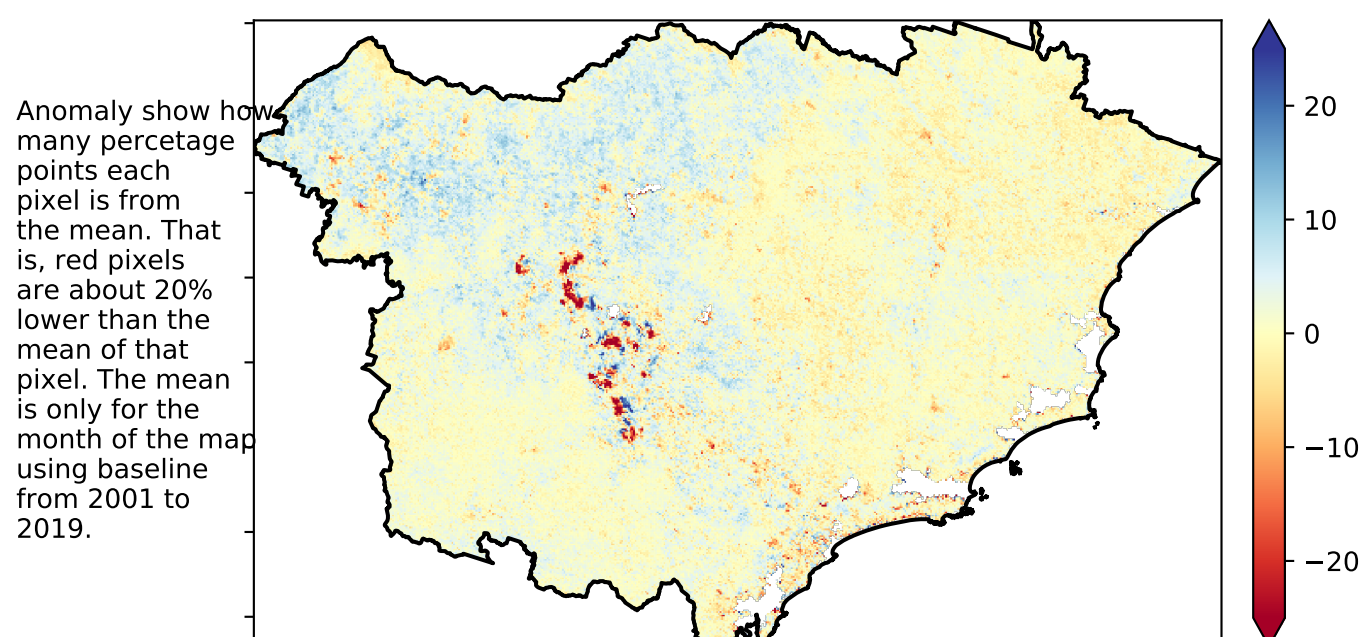 Anomaly show how
many percetage
points each
pixel is from
the mean. That
is, red pixels
are about 20%
lower than the
mean of that
pixel. The mean
is only for the
month of the map
using baseline
from 2001 to
2019.
20
10
0
−10
−20